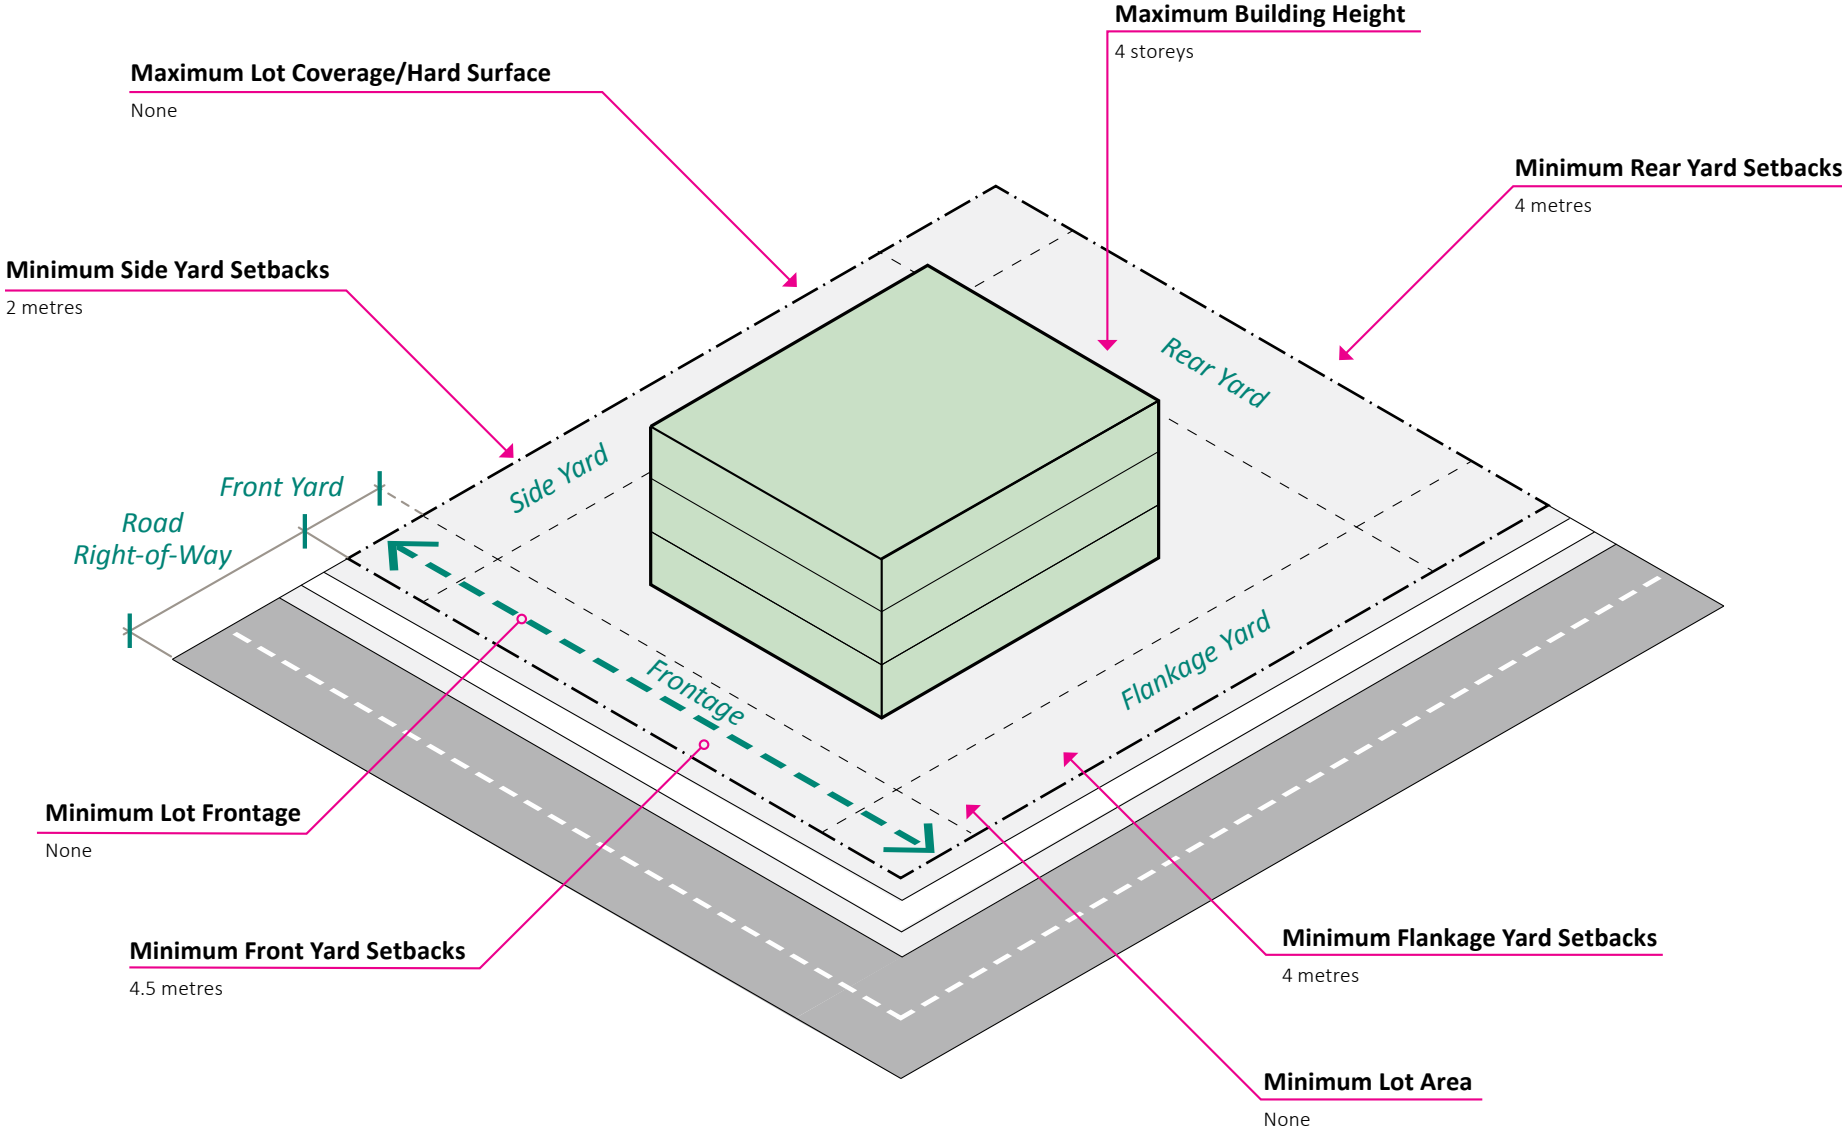 Maximum Building Height
4 storeys
Maximum Lot Coverage/Hard Surface
None
Minimum Rear Yard Setbacks
4 metres
Minimum Side Yard Setbacks
2 metres
Rear Yard
Side Yard
Front Yard
Road
Right-of-Way
Flankage Yard
Frontage
Minimum Lot Frontage
None
Minimum Front Yard Setbacks
4.5 metres
Minimum Flankage Yard Setbacks
4 metres
Minimum Lot Area
None